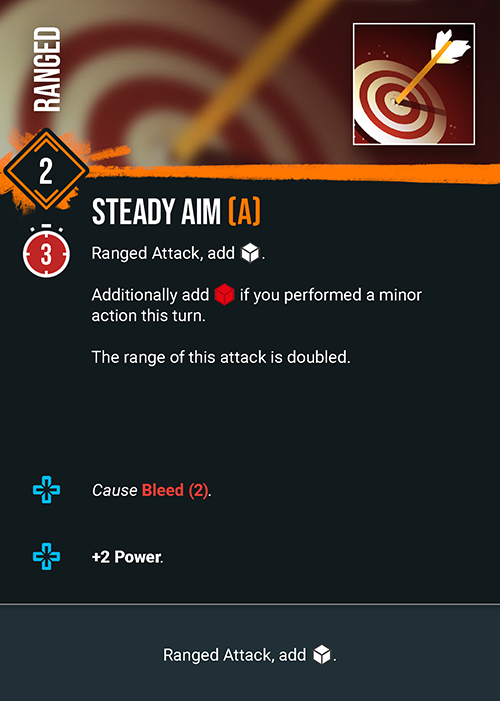 RANGED
2
STEADY AIM (A)
3
Ranged Attack, add .
Additionally add if you performed a minor
action this turn.
The range of this attack is doubled.
Cause Bleed (2).
+2 Power.
Ranged Attack, add .